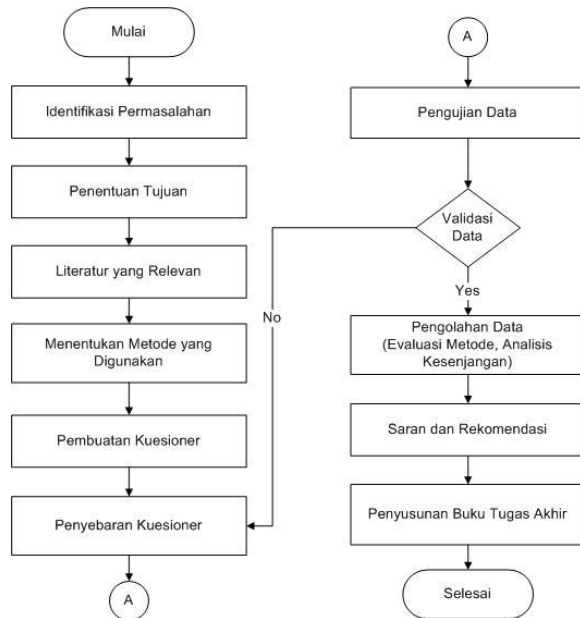 Mulai
Identifikasi Permasalahan
Penentuan Tujuan
Literatur yang Relevan
Menentukan Metode yang
Digunakan
Pembuatan Kuesioner
Penyebaran Kuesioner
A
A
Pengujian Data
Validasi
Data
No
Yes
Pengolahan Data
(Evaluasi Metode, Analisis
Kesenjangan)
Saran dan Rekomendasi
Penyusunan Buku Tugas Akhir
Selesai